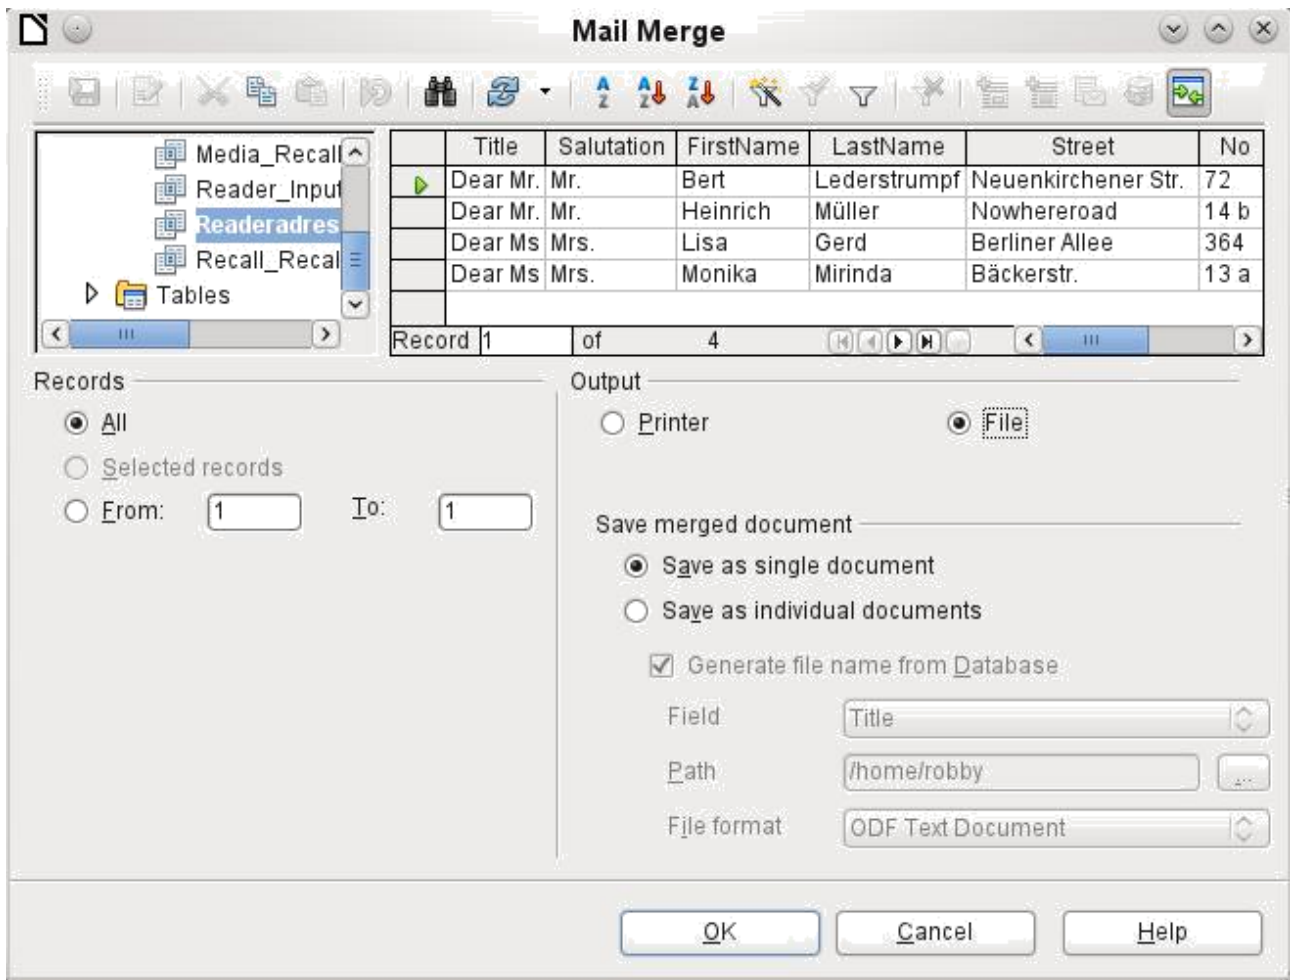 Mail Merge
Media_Recall
Reader_Input
Readeradres
Recall_Recal
Tables
Title Salutation FirstName LastName Street No
Dear Mr. Mr. Bert Lederstrumpf Neuenkirchener Str. 72
Dear Mr. Mr. Heinrich Müller Nowhereroad 14 b
Dear Ms Mrs. Lisa Gerd Berliner Allee 364
Dear Ms Mrs. Monika Mirinda Bäckerstr. 13 a
Record 1 of 4
Records
All
Selected records
From: 1 To: 1
Output
Printer File
Save merged document
Save as single document
Save as individual documents
Generate file name from Database
Field Title
Path /home/robby ...
File format ODF Text Document
OK Cancel Help